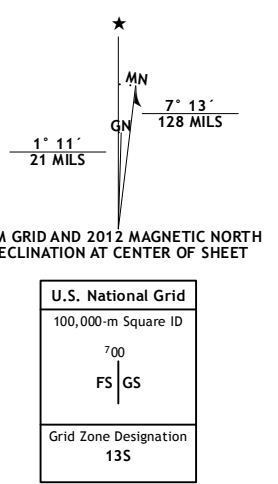 ★
MN
GN
7° 13´
128 MILS
1° 11´
21 MILS
M GRID AND 2012 MAGNETIC NORTH
ECLINATION AT CENTER OF SHEET
U.S. National Grid
100,000-m Square ID
⁷00
FS GS
Grid Zone Designation
13S